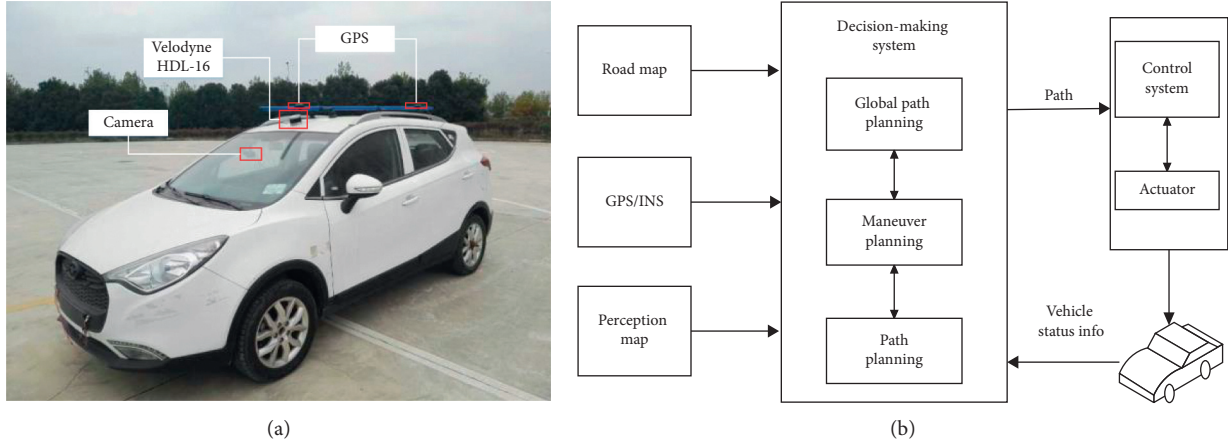 Velodyne
HDL-16
GPS
Camera
(a)
Road map
GPS/INS
Perception
map
Decision-making
system
Global path
planning
Maneuver
planning
Path
planning
Path
Control
system
Actuator
Vehicle
status info
(b)